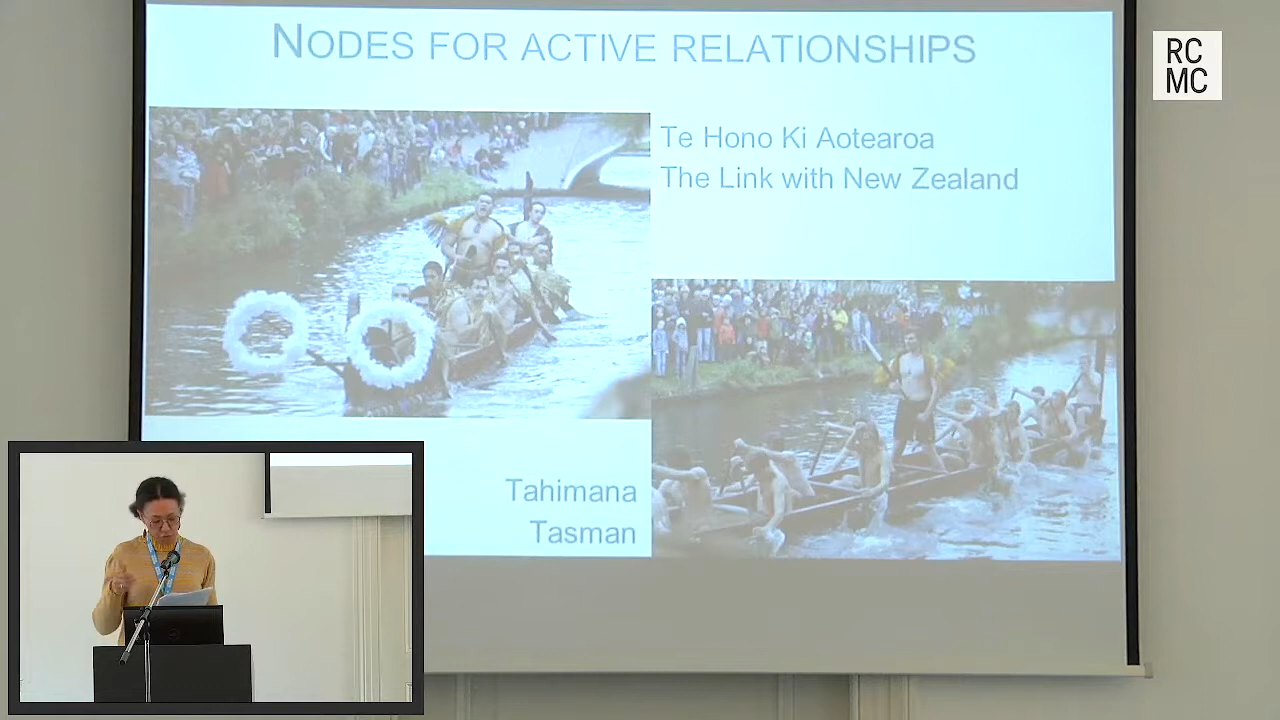 NODES FOR ACTIVE RELATIONSHIPS
RC
MC
Te Hono Ki Aotearoa
The Link with New Zealand
Tahimana
Tasman